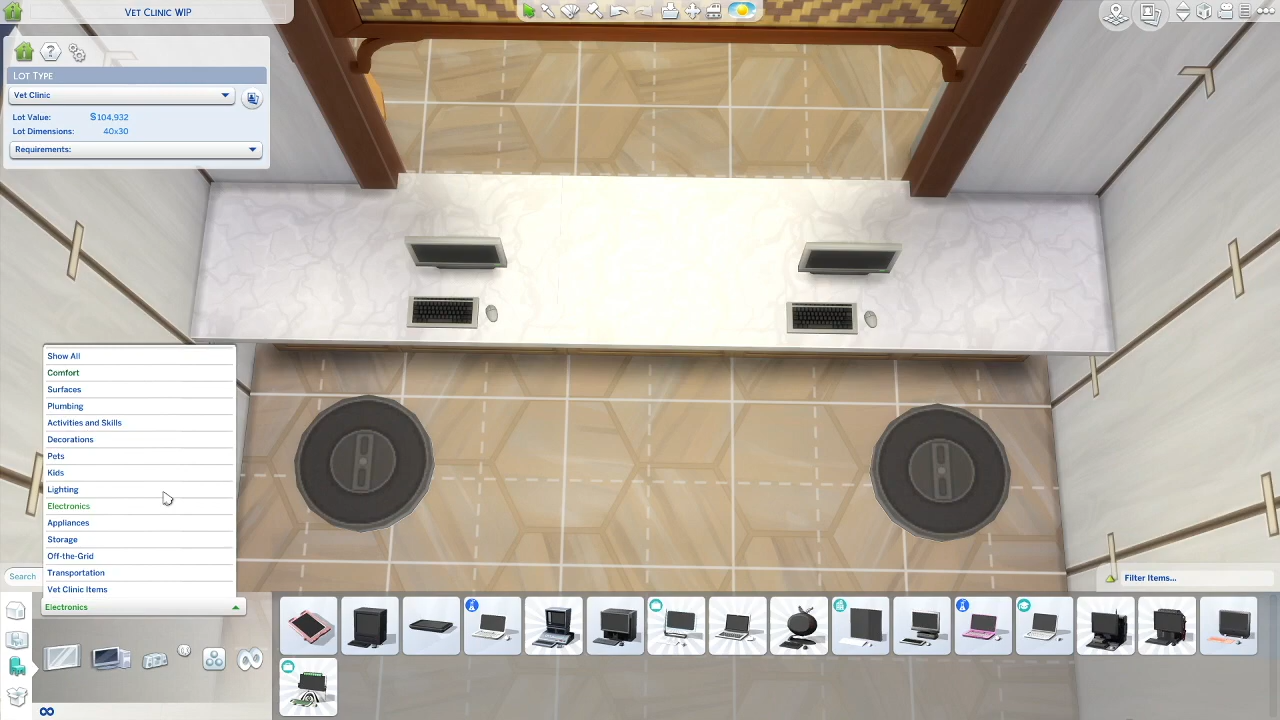 VET CLINIC WIP
LOT TYPE
Vet Clinic
Lot Value: §104,932
Lot Dimensions: 40x30
Requirements:
Show All
Comfort
Surfaces
Plumbing
Activities and Skills
Decorations
Pets
Kids
Lighting
Electronics
Appliances
Storage
Off-the-Grid
Transportation
Vet Clinic Items
Search
Electronics
Filter Items...